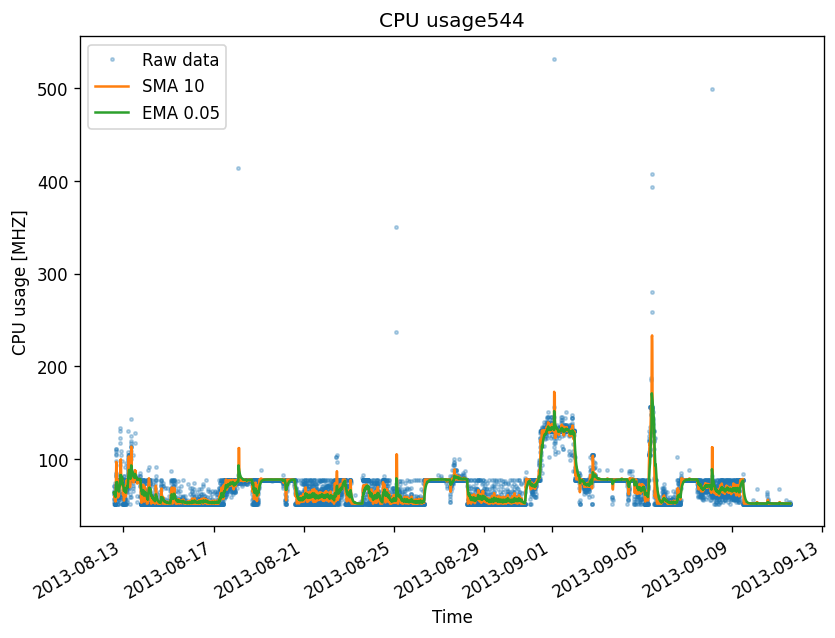 CPU usage544
Raw data
SMA 10
EMA 0.05
500
400
300
200
100
CPU usage [MHZ]
2013-08-13
2013-08-17
2013-08-21
2013-08-25
2013-08-29
2013-09-01
2013-09-05
2013-09-09
2013-09-13
Time